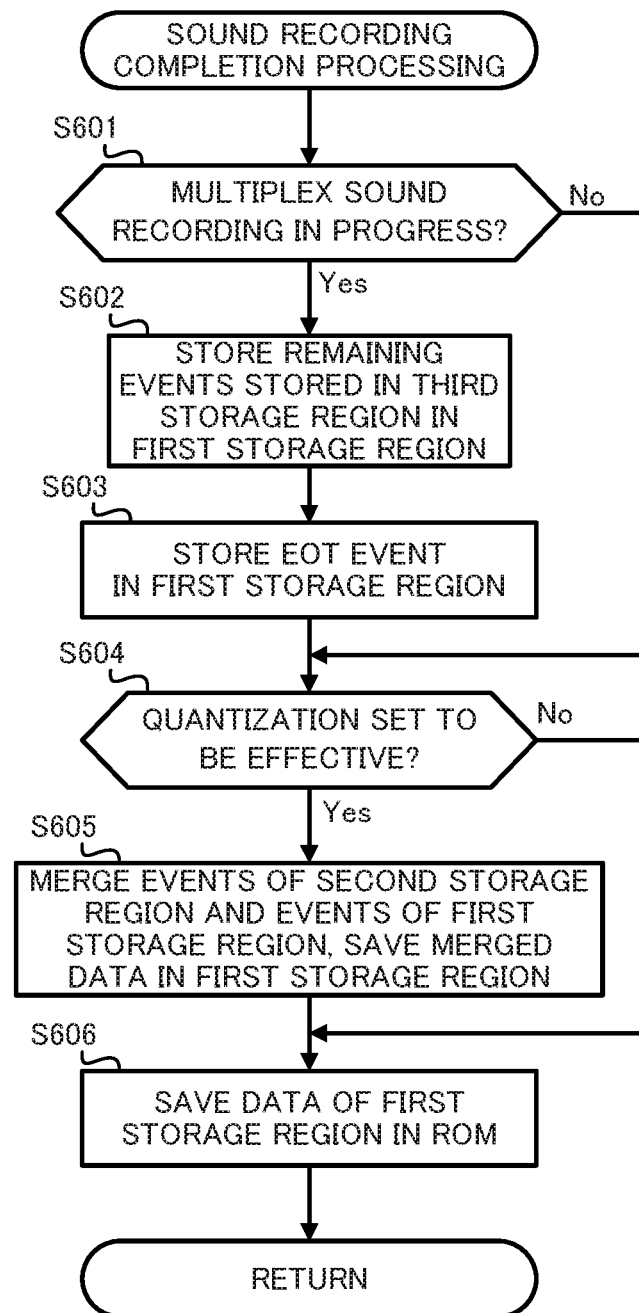 SOUND RECORDING
COMPLETION PROCESSING
S601
MULTIPLEX SOUND
RECORDING IN PROGRESS?
No
Yes
S602
STORE REMAINING
EVENTS STORED IN THIRD
STORAGE REGION IN
FIRST STORAGE REGION
S603
STORE EOT EVENT
IN FIRST STORAGE REGION
S604
QUANTIZATION SET TO
BE EFFECTIVE?
No
Yes
S605
MERGE EVENTS OF SECOND STORAGE
REGION AND EVENTS OF FIRST
STORAGE REGION, SAVE MERGED
DATA IN FIRST STORAGE REGION
S606
SAVE DATA OF FIRST
STORAGE REGION IN ROM
RETURN